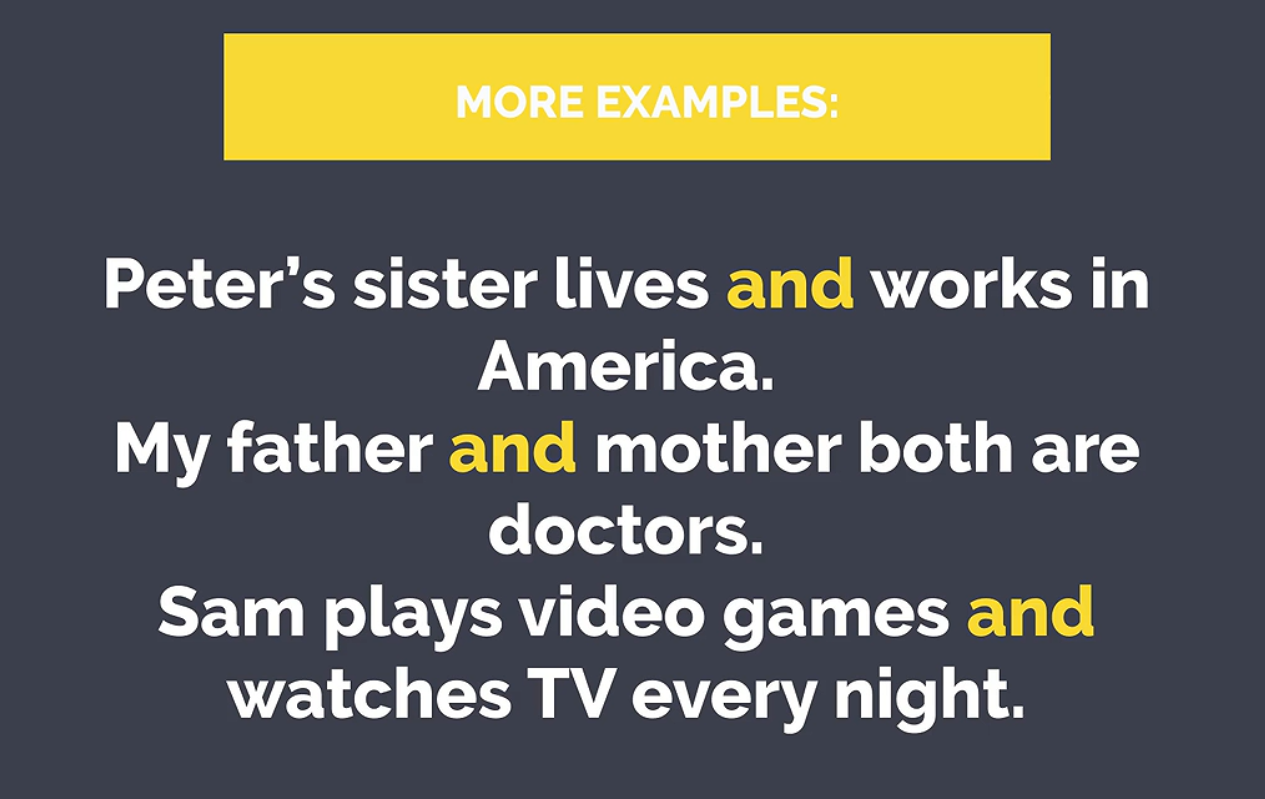 MORE EXAMPLES:
Peter’s sister lives and works in
America.
My father and mother both are
doctors.
Sam plays video games and
watches TV every night.